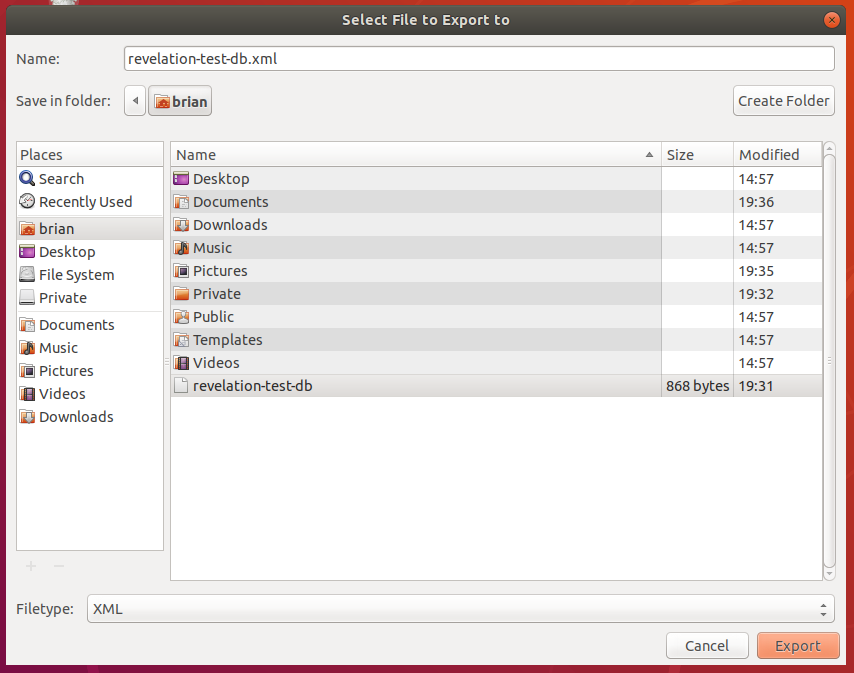 Select File to Export to
Name: revelation-test-db.xml
Save in folder: brian Create Folder
Places
Search
Recently Used
brian
Desktop
File System
Private
Documents
Music
Pictures
Videos
Downloads
Name Size Modified
Desktop 14:57
Documents 19:36
Downloads 14:57
Music 14:57
Pictures 19:35
Private 19:32
Public 14:57
Templates 14:57
Videos 14:57
revelation-test-db 868 bytes 19:31
Filetype: XML
Cancel Export